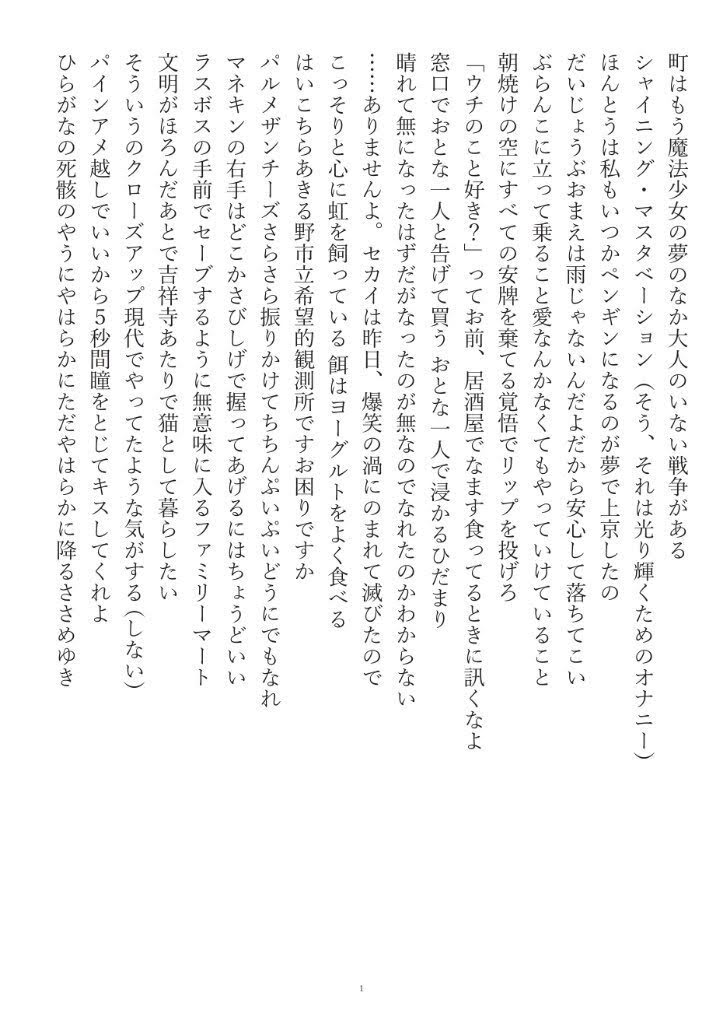 町はもう魔法少女の夢のなか大人のいない戦争がある
シャイニング・マスタベーション（そう、それは光り輝くためのオナニー）
ほんとうは私もいつかペンギンになるのが夢で上京したの
だいじょうぶおまえは雨じゃないんだよだから安心して落ちてこい
ぶらんこに立って乗ること愛なんかなくてもやっていけていること
朝焼けの空にすべての安牌を棄てる覚悟でリップを投げろ
「ウチのこと好き？」ってお前、居酒屋でなます食ってるときに訊くなよ
窓口でおとな一人と告げて買う おとな一人で浸かるひだまり
晴れて無になったはずだがなったのが無なのでなれたのかわからない
……ありませんよ。セカイは昨日、爆笑の渦にのまれて滅びたので
こっそりと心に虹を飼っている 餌はヨーグルトをよく食べる
はいこちらあきる野市立希望的観測所ですお困りですか
パルメザンチーズさらさら振りかけてちちんぷいぷいどうにでもなれ
マネキンの右手はどこかさびしげで握ってあげるにはちょうどいい
ラスボスの手前でセーブするように無意味に入るファミリーマート
文明がほろんだあとで吉祥寺あたりで猫として暮らしたい
そういうのクローズアップ現代でやってたような気がする（しない）
パインアメ越しでいいから５秒間瞳をとじてキスしてくれよ
ひらがなの死骸のやうにやはらかにただやはらかに降るささめゆき
1